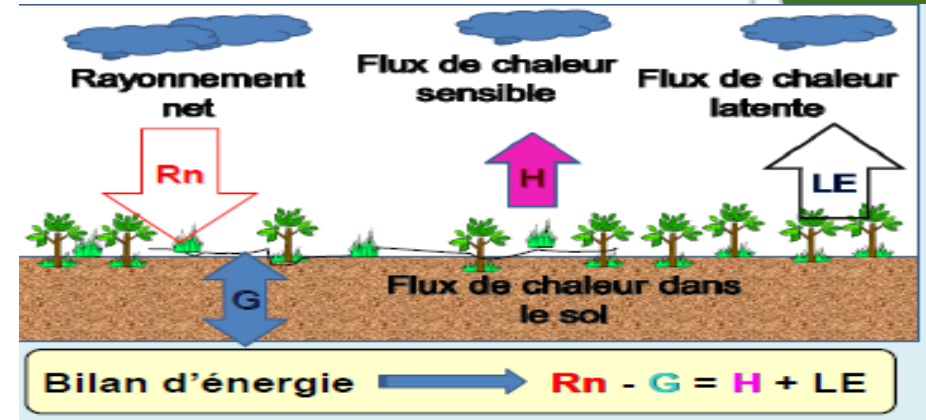 Rayonnement
net
Flux de chaleur
sensible
Flux de chaleur
latente
Rn
H
LE
G
Flux de chaleur dans
le sol
Bilan d'énergie Rn - G = H + LE